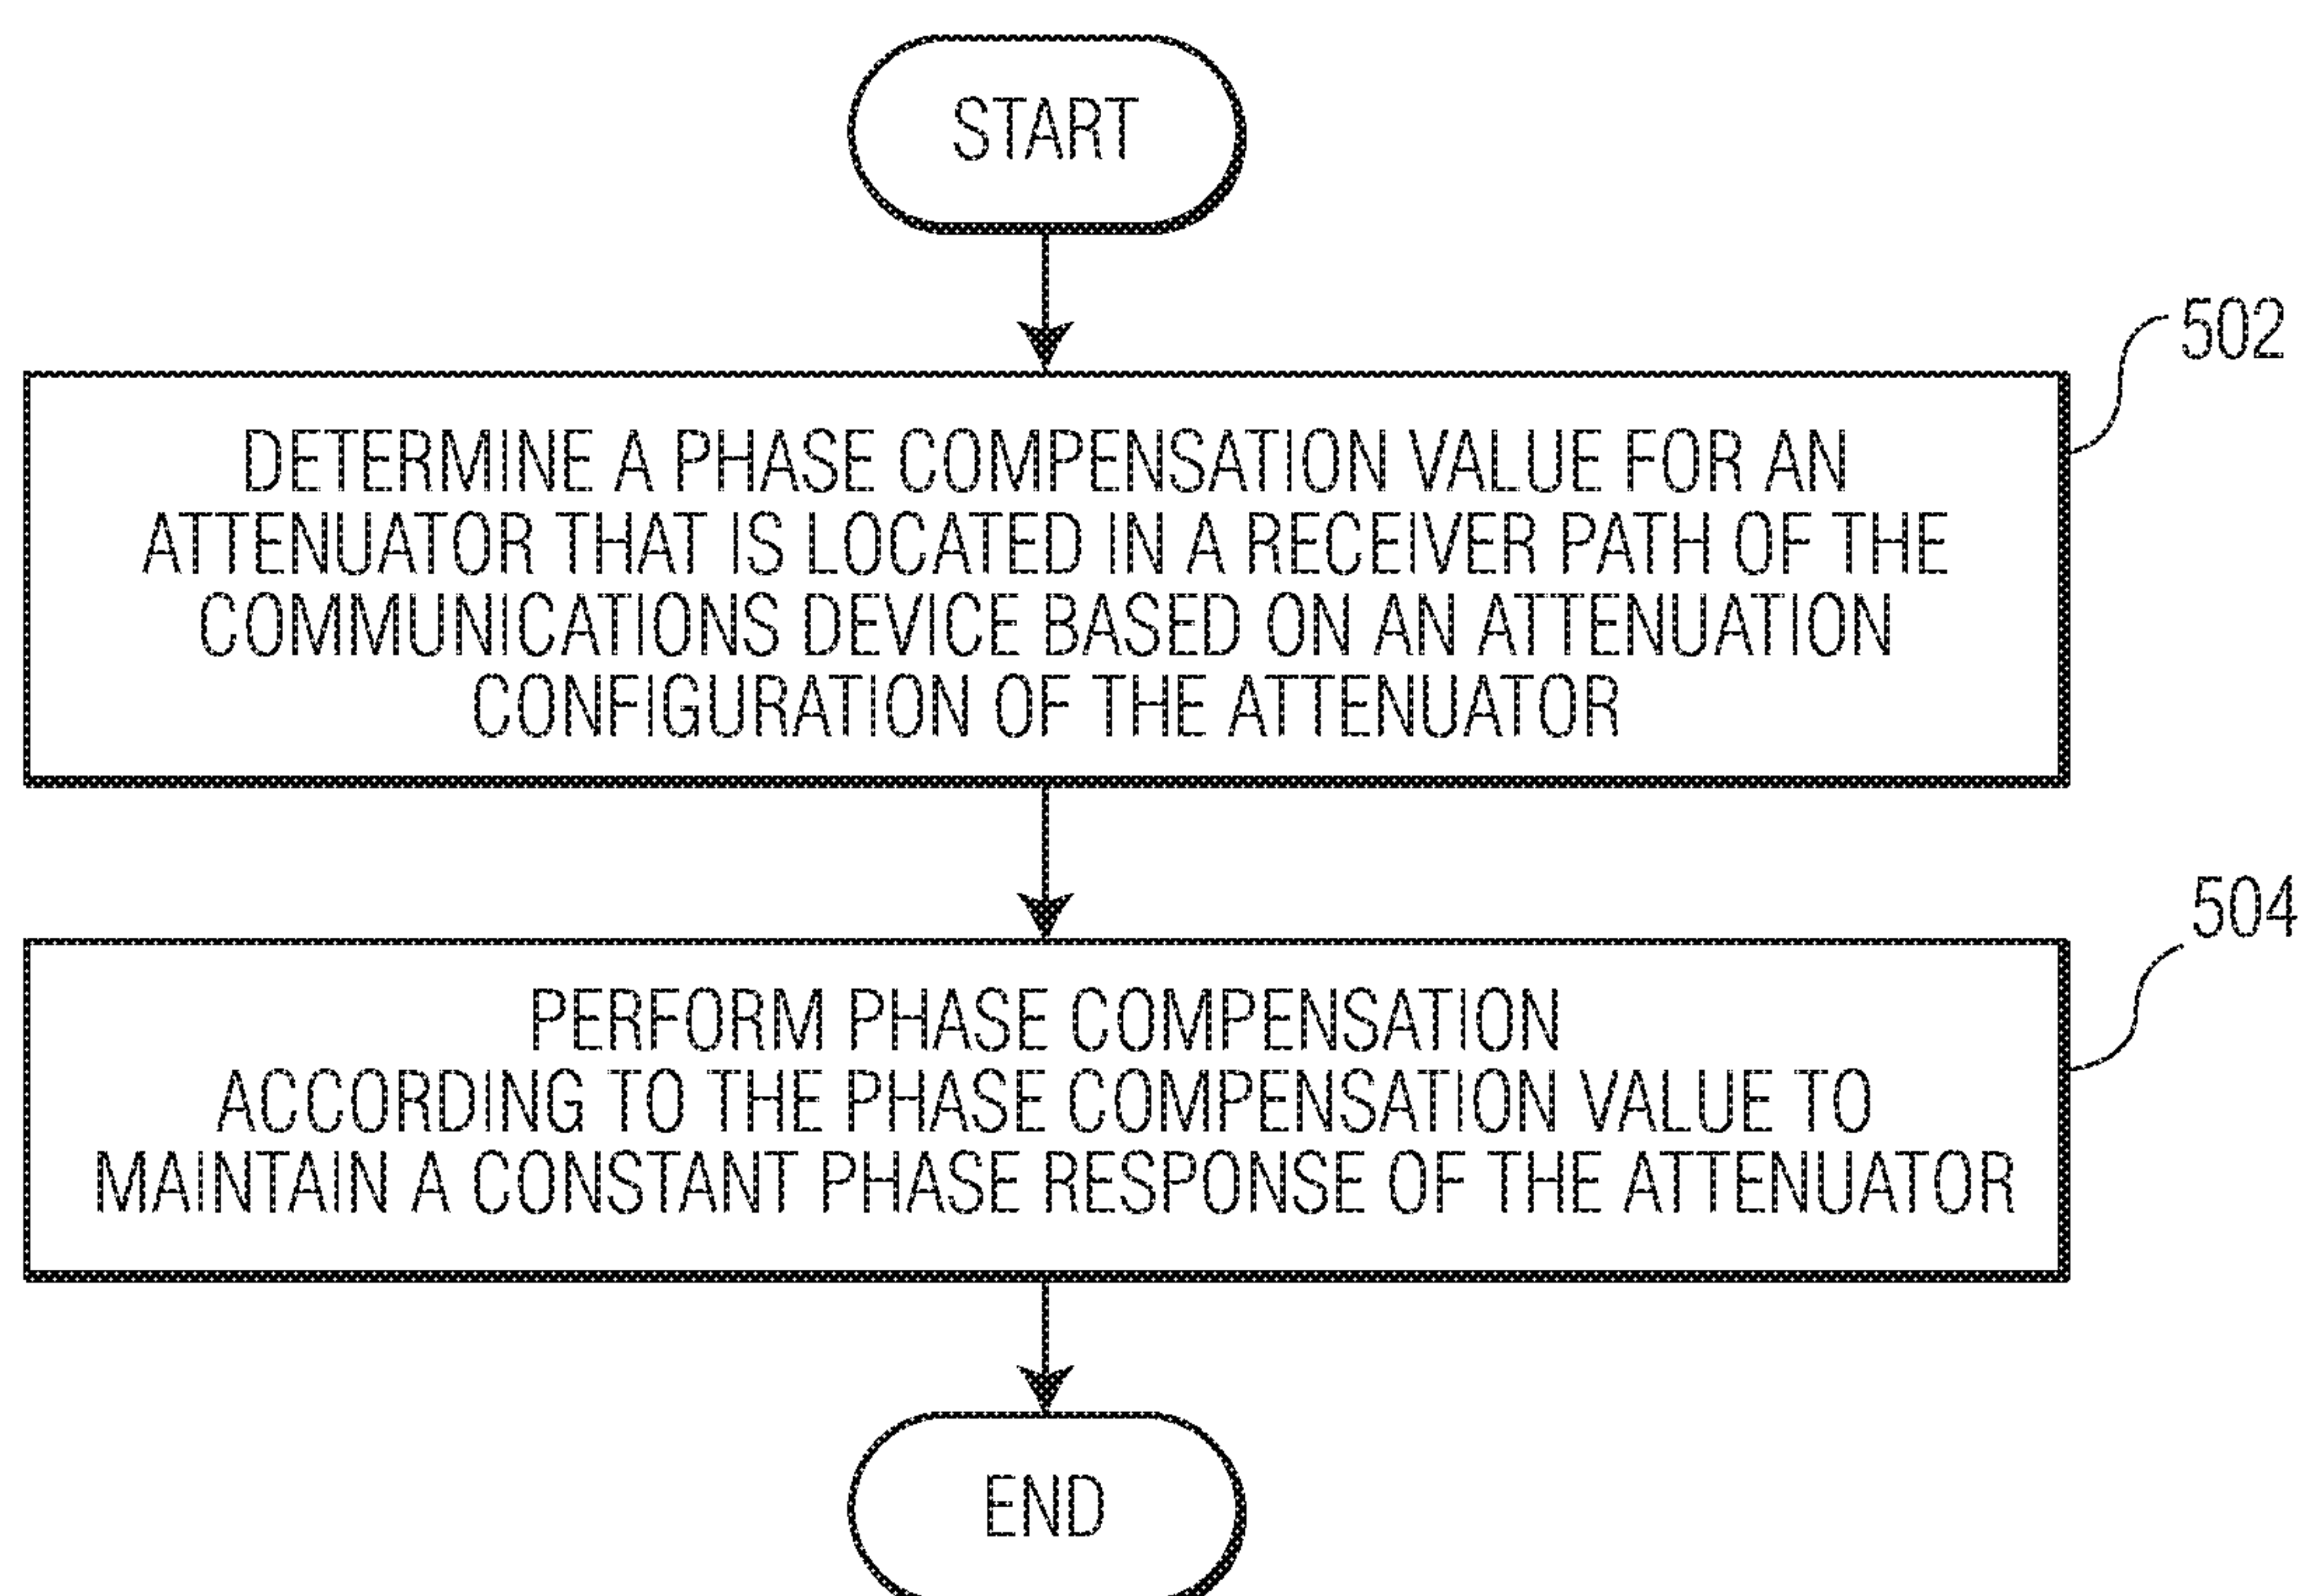 START
502
DETERMINE A PHASE COMPENSATION VALUE FOR AN
ATTENUATOR THAT IS LOCATED IN A RECEIVER PATH OF THE
COMMUNICATIONS DEVICE BASED ON AN ATTENUATION
CONFIGURATION OF THE ATTENUATOR
504
PERFORM PHASE COMPENSATION
ACCORDING TO THE PHASE COMPENSATION VALUE TO
MAINTAIN A CONSTANT PHASE RESPONSE OF THE ATTENUATOR
END